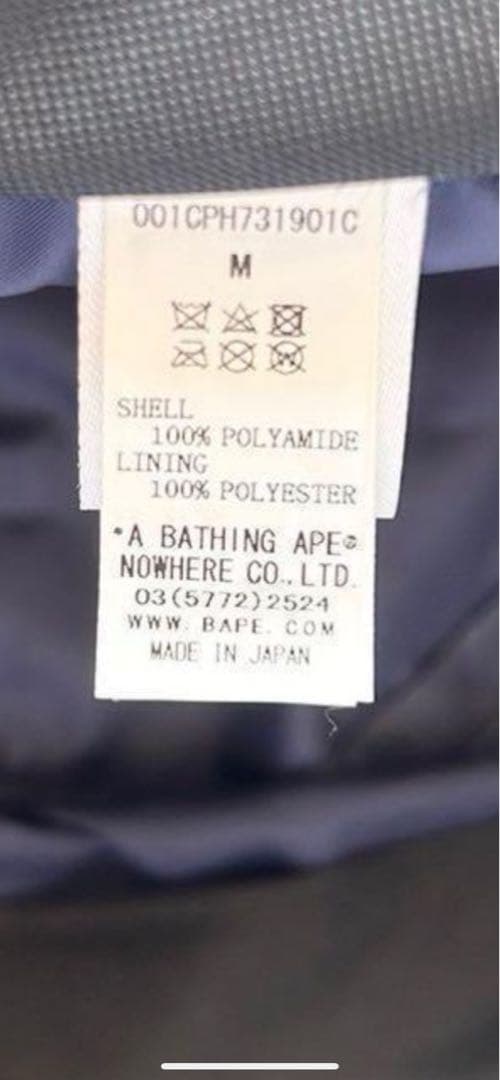 001CPH731901C
M
SHELL
100% POLYAMIDE
LINING
100% POLYESTER
*A BATHING APE®
NOWHERE CO.,LTD.
03(5772)2524
WWW. BAPE. COM
MADE IN JAPAN